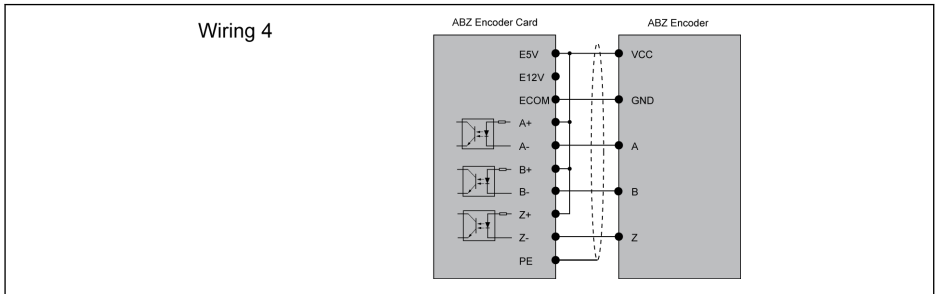 Wiring 4
ABZ Encoder Card
ABZ Encoder
E5V
VCC
E12V
ECOM
GND
A+
A-
A
B+
B-
B
Z+
Z-
Z
PE